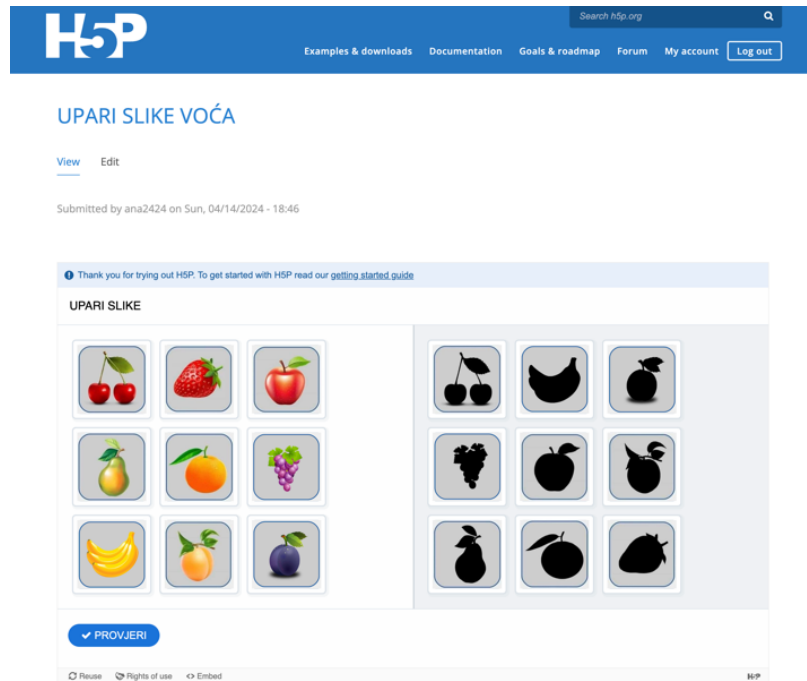 Search h5p.org
H5P
Examples & downloads Documentation Goals & roadmap Forum My account Log out
UPARI SLIKE VOĆA
View Edit
Submitted by ana2424 on Sun, 04/14/2024 - 18:46
Thank you for trying out H5P. To get started with H5P read our getting started guide
UPARI SLIKE
PROVJERI
Reuse Rights of use Embed H5P